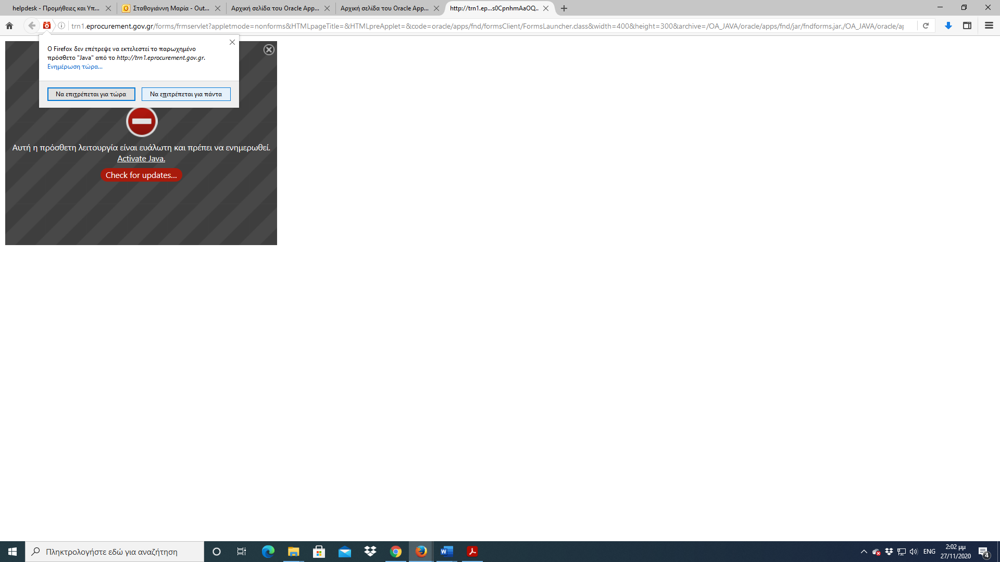 helpdesk - Προμήθειες και Υπ...
Σταθογιάννη Μαρία - Out...
Αρχική σελίδα του Oracle App...
Αρχική σελίδα του Oracle App...
http://trn1.ep...s0CpnhmAaOQ...
trn1.eprocurement.gov.gr/forms/frmservlet?appletmode=nonforms&HTMLpageTitle=&HTMLpreApplet=&code=oracle/apps/fnd/formsClient/FormsLauncher.class&width=400&height=300&archive=/OA_JAVA/oracle/apps/fnd/jar/fndforms.jar,/OA_JAVA/oracle/ap
Ο Firefox δεν επέτρεψε να εκτελεστεί το παρωχημένο
πρόσθετο "Java" από το http://trn1.eprocurement.gov.gr.
Ενημέρωση τώρα...
Να επιτρέπεται για τώρα
Να επιτρέπεται για πάντα
Αυτή η πρόσθετη λειτουργία είναι ευάλωτη και πρέπει να ενημερωθεί.
Activate Java.
Check for updates...
Πληκτρολογήστε εδώ για αναζήτηση
ENG
2:02 μμ
27/11/2020
4